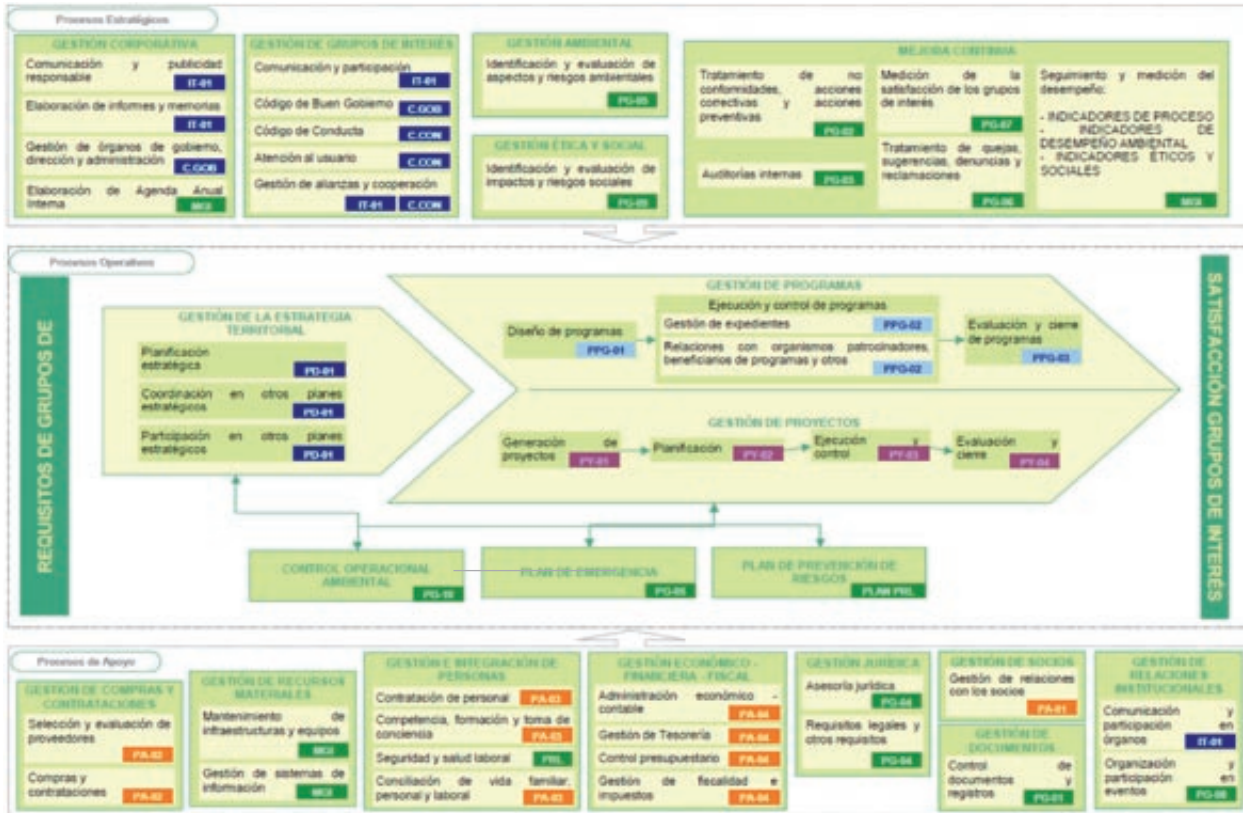 Procesos Estratégicos
GESTIÓN CORPORATIVA
Comunicación y publicidad
responsable
IT-01
Elaboración de informes y memorias
IT-01
Gestión de órganos de gobierno,
dirección y administración
C.GOB
Elaboración de Agenda Anual
Interna
MGI
GESTIÓN DE GRUPOS DE INTERÉS
Comunicación y participación
IT-01
Código de Buen Gobierno
C.GOB
Código de Conducta
C.CON
Atención al usuario
C.CON
Gestión de alianzas y cooperación
IT-01 C.CON
GESTIÓN AMBIENTAL
Identificación y evaluación de
aspectos y riesgos ambientales
GESTIÓN ÉTICA Y SOCIAL
Identificación y evaluación de
impactos y riesgos sociales
MEJORA CONTINUA
Tratamiento de no
conformidades, acciones
correctivas y acciones
preventivas
PG-02
Auditorías internas
PG-03
Medición de la
satisfacción de los grupos
de interés
PG-07
Tratamiento de quejas,
sugerencias, denuncias y
reclamaciones
PG-06
Seguimiento y medición del
desempeño:
- INDICADORES DE PROCESO
- INDICADORES DE
DESEMPEÑO AMBIENTAL
- INDICADORES ÉTICOS Y
SOCIALES
MGI
Procesos Operativos
REQUISITOS DE GRUPOS DE
GESTIÓN DE LA ESTRATEGIA
TERRITORIAL
Planificación
estratégica
PD-01
Coordinación en otros planes
estratégicos
PD-01
Participación en otros planes
estratégicos
PD-01
GESTIÓN DE PROGRAMAS
Diseño de programas
PPG-01
Ejecución y control de programas
Gestión de expedientes
PPG-02
Relaciones con organismos patrocinadores,
beneficiarios de programas y otros
PPG-02
Evaluación y cierre
de programas
PPG-03
GESTIÓN DE PROYECTOS
Generación de
proyectos
PY-01
Planificación
PY-02
Ejecución y
control
PY-03
Evaluación y
cierre
PY-04
SATISFACCIÓN GRUPOS DE INTERÉS
CONTROL OPERACIONAL
AMBIENTAL
PG-10
PLAN DE EMERGENCIA
PLAN DE PREVENCIÓN DE
RIESGOS
PLAN PRL
Procesos de Apoyo
GESTIÓN DE COMPRAS Y
CONTRATACIONES
Selección y evaluación de
proveedores
PA-02
Compras y
contrataciones
PA-02
GESTIÓN DE RECURSOS
MATERIALES
Mantenimiento de
infraestructuras y equipos
MGI
Gestión de sistemas de
información
MGI
GESTIÓN E INTEGRACIÓN DE
PERSONAS
Contratación de personal
PA-03
Competencia, formación y toma de
conciencia
PA-03
Seguridad y salud laboral
PRL
Conciliación de vida familiar,
personal y laboral
PA-03
GESTIÓN ECONÓMICO -
FINANCIERA - FISCAL
Administración económico -
contable
PA-04
Gestión de Tesorería
PA-04
Control presupuestario
PA-04
Gestión de fiscalidad e
impuestos
PA-04
GESTIÓN JURÍDICA
Asesoría jurídica
PG-04
Requisitos legales y
otros requisitos
PG-04
GESTIÓN DE SOCIOS
Gestión de relaciones
con los socios
PA-01
GESTIÓN DE
DOCUMENTOS
Control de
documentos y
registros
PG-01
GESTIÓN DE
RELACIONES
INSTITUCIONALES
Comunicación y
participación en
órganos
IT-01
Organización y
participación en
eventos